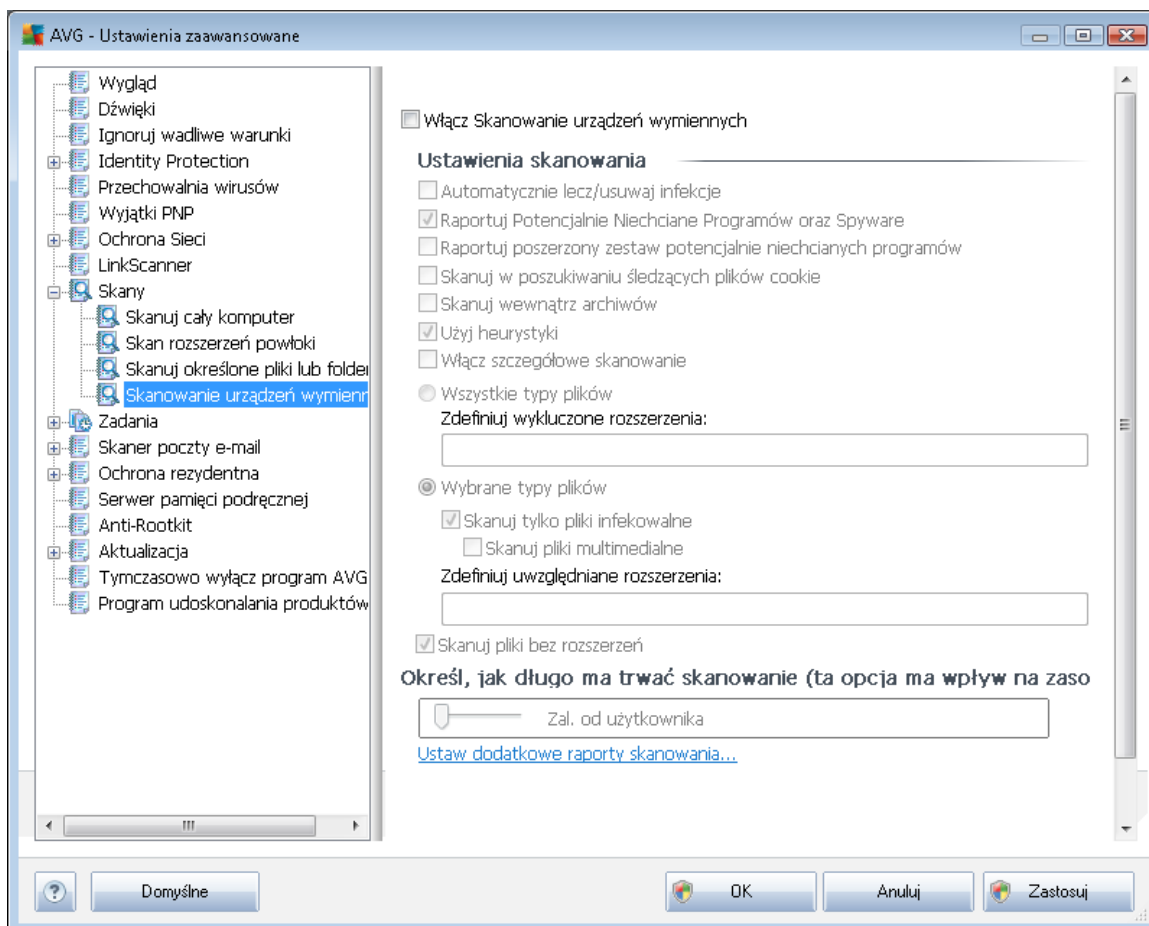 AVG - Ustawienia zaawansowane
Wygląd
Dźwięki
Ignoruj wadliwe warunki
Identity Protection
Przechowalnia wirusów
Wyjątki PNP
Ochrona Sieci
LinkScanner
Skany
Skanuj cały komputer
Skan rozszerzeń powłoki
Skanuj określone pliki lub folder
Skanowanie urządzeń wymienn
Zadania
Skaner poczty e-mail
Ochrona rezydentna
Serwer pamięci podręcznej
Anti-Rootkit
Aktualizacja
Tymczasowo wyłącz program AVG
Program udoskonalania produktów
Włącz Skanowanie urządzeń wymiennych
Ustawienia skanowania
Automatycznie lecz/usuwaj infekcje
Raportuj Potencjalnie Niechciane Programów oraz Spyware
Raportuj poszerzony zestaw potencjalnie niechcianych programów
Skanuj w poszukiwaniu śledzących plików cookie
Skanuj wewnątrz archiwów
Użyj heurystyki
Włącz szczegółowe skanowanie
Wszystkie typy plików
Zdefiniuj wykluczone rozszerzenia:
Wybrane typy plików
Skanuj tylko pliki infekowalne
Skanuj pliki multimedialne
Zdefiniuj uwzględniane rozszerzenia:
Skanuj pliki bez rozszerzeń
Określ, jak długo ma trwać skanowanie (ta opcja ma wpływ na zaso
Zal. od użytkownika
Ustaw dodatkowe raporty skanowania...
?
Domyślne
OK
Anuluj
Zastosuj